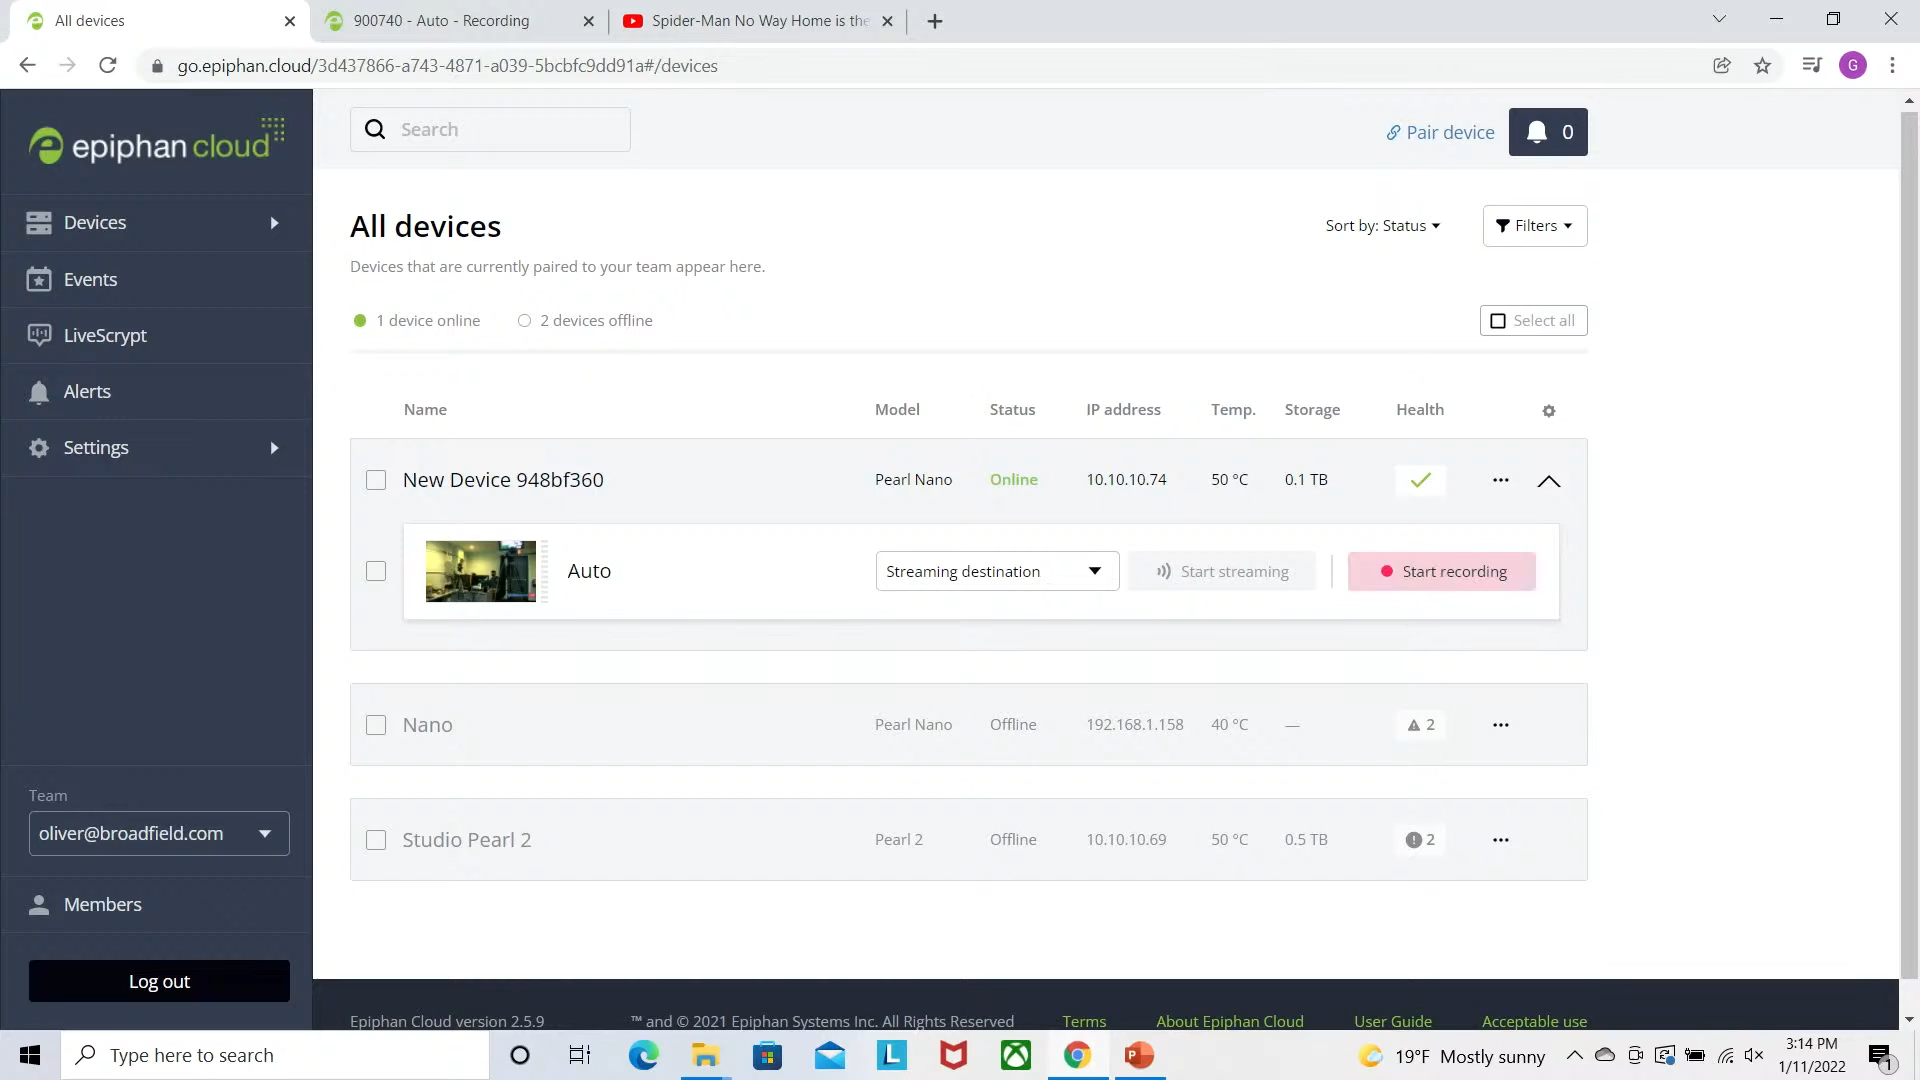 All devices
900740 - Auto - Recording
Spider-Man No Way Home is the
go.epiphan.cloud/3d437866-a743-4871-a039-5bcbfc9dd91a#/devices
G
epiphan cloud
Search
Pair device
0
Devices
Events
LiveScrypt
Alerts
Settings
All devices
Sort by: Status
Filters
Devices that are currently paired to your team appear here.
1 device online
2 devices offline
Select all
Name
Model
Status
IP address
Temp.
Storage
Health
New Device 948bf360
Pearl Nano
Online
10.10.10.74
50 °C
0.1 TB
Auto
Streaming destination
Start streaming
Start recording
Nano
Pearl Nano
Offline
192.168.1.158
40 °C
—
2
Studio Pearl 2
Pearl 2
Offline
10.10.10.69
50 °C
0.5 TB
2
Team
oliver@broadfield.com
Members
Log out
Epiphan Cloud version 2.5.9
™ and © 2021 Epiphan Systems Inc. All Rights Reserved
Terms
About Epiphan Cloud
User Guide
Acceptable use
Type here to search
L
P
19°F Mostly sunny
3:14 PM
1/11/2022
1